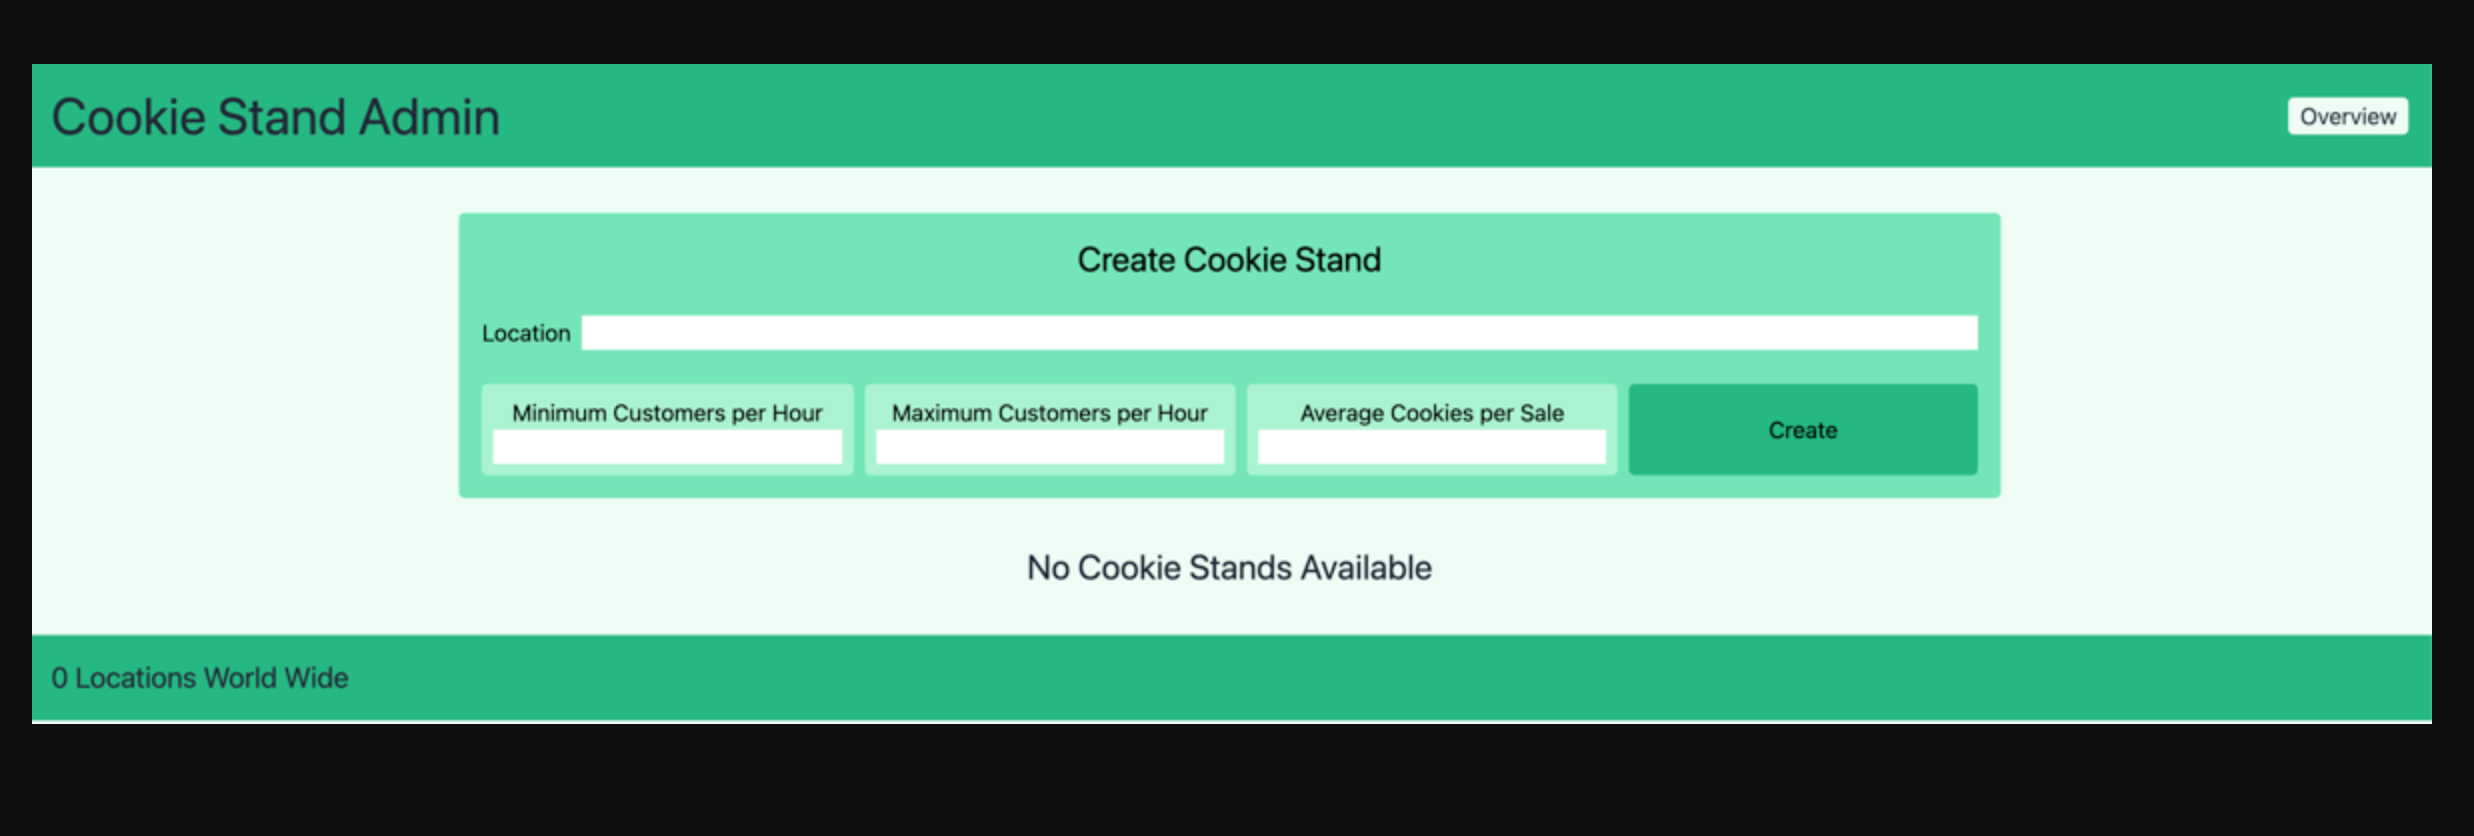 Cookie Stand Admin
Overview
Create Cookie Stand
Location
Minimum Customers per Hour
Maximum Customers per Hour
Average Cookies per Sale
Create
No Cookie Stands Available
0 Locations World Wide